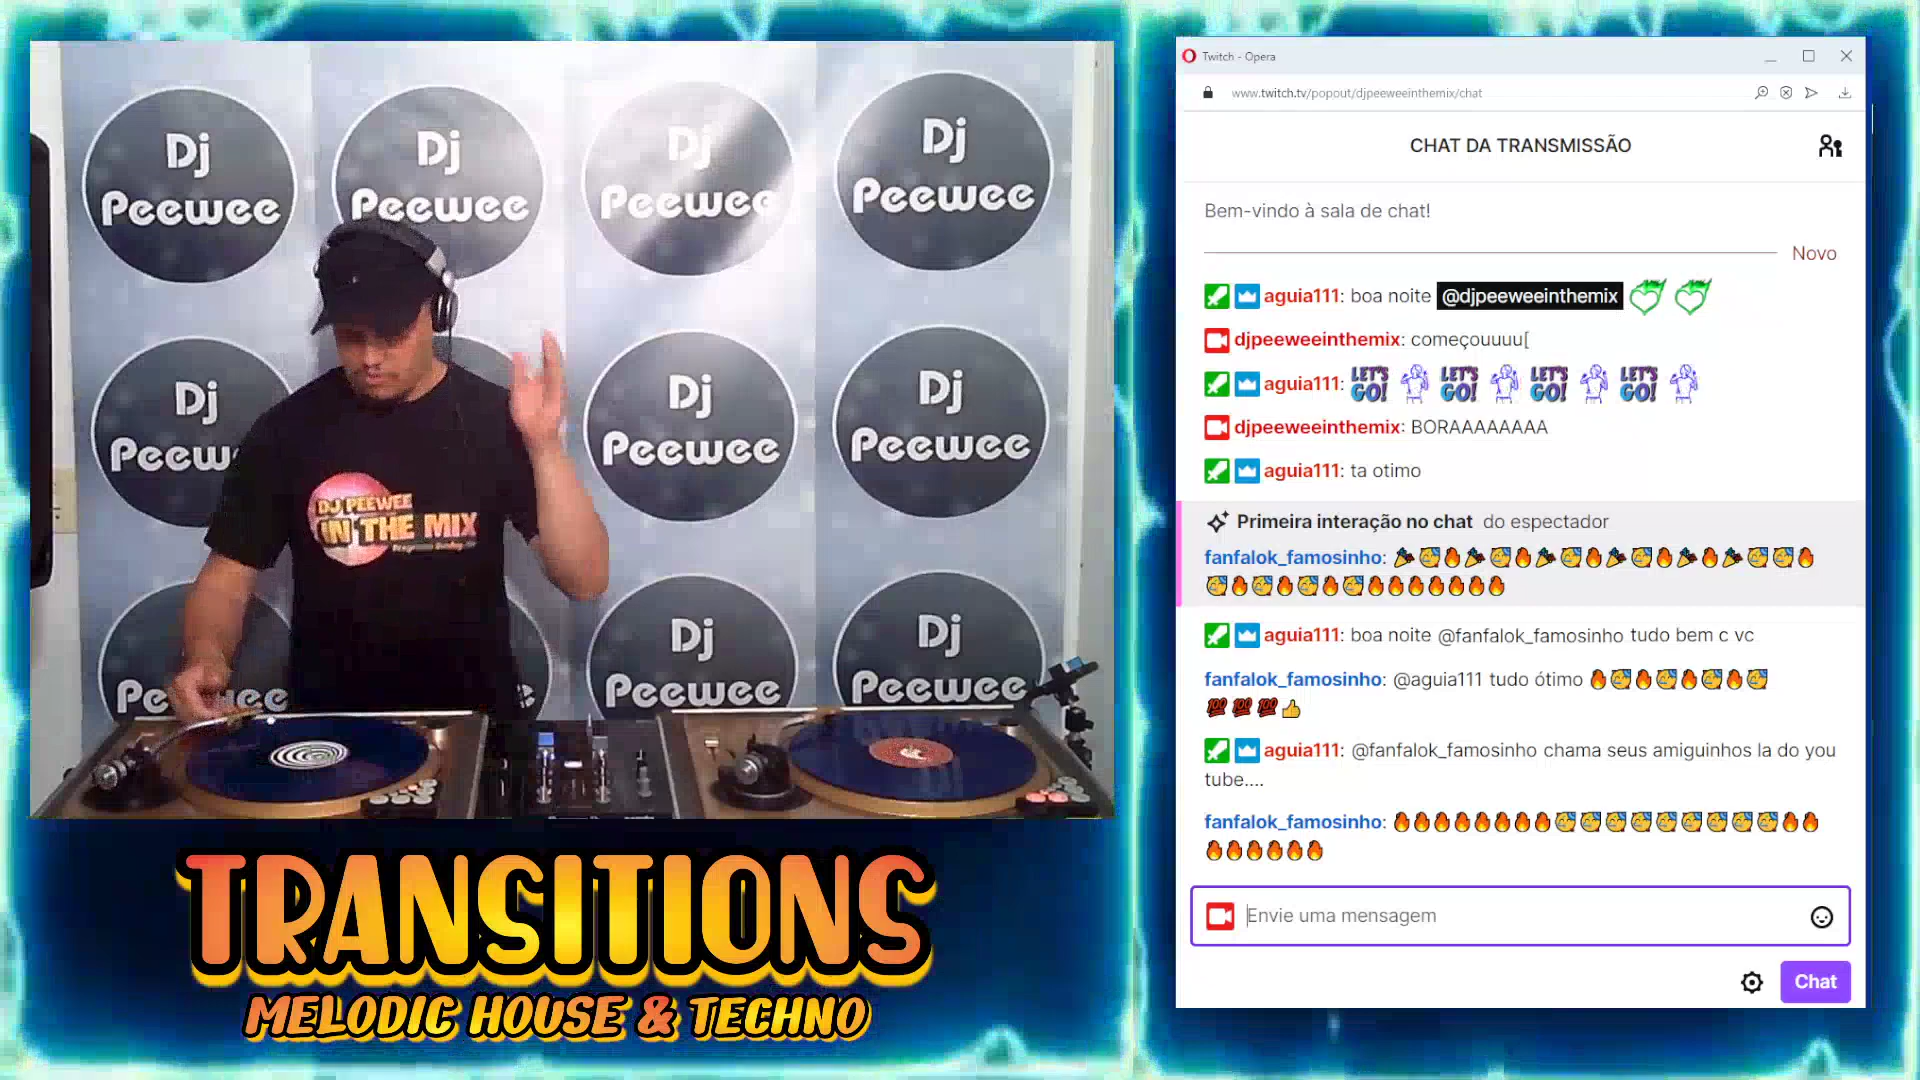 Dj
Peewee
Dj
Peewee
Dj
Peewee
Dj
Peewee
Dj
Peew
Dj
Peewee
Dj
Peewee
Pe
wee
Dj
Peewee
Dj
Peewee
DJ PEEWEE
IN THE MIX
TRANSITIONS
MELODIC HOUSE & TECHNO
Twitch - Opera
www.twitch.tv/popout/djpeeweeinthemix/chat
CHAT DA TRANSMISSÃO
Bem-vindo à sala de chat!
Novo
aguia111: boa noite @djpeeweeinthemix
djpeeweeinthemix: começouuuu[
aguia111: LET'S GO! LET'S GO! LET'S GO! LET'S GO!
djpeeweeinthemix: BORAAAAAAAA
aguia111: ta otimo
Primeira interação no chat do espectador
fanfalok_famosinho: 🎉🥳🔥🎉🥳🔥🎉🥳🔥🎉🥳🔥🎉🔥🎉🥳🥳🔥
🥳🔥🥳🔥🥳🔥🥳🔥🔥🔥🔥🔥🔥
aguia111: boa noite @fanfalok_famosinho tudo bem c vc
fanfalok_famosinho: @aguia111 tudo ótimo 🔥🥳🔥🥳🔥🥳🔥🥳
💯💯💯👍
aguia111: @fanfalok_famosinho chama seus amiguinhos la do you
tube....
fanfalok_famosinho: 🔥🔥🔥🔥🔥🔥🔥🔥🥳🥳🥳🥳🥳🥳🥳🥳🥳🔥🔥
🔥🔥🔥🔥🔥🔥
Envie uma mensagem
Chat